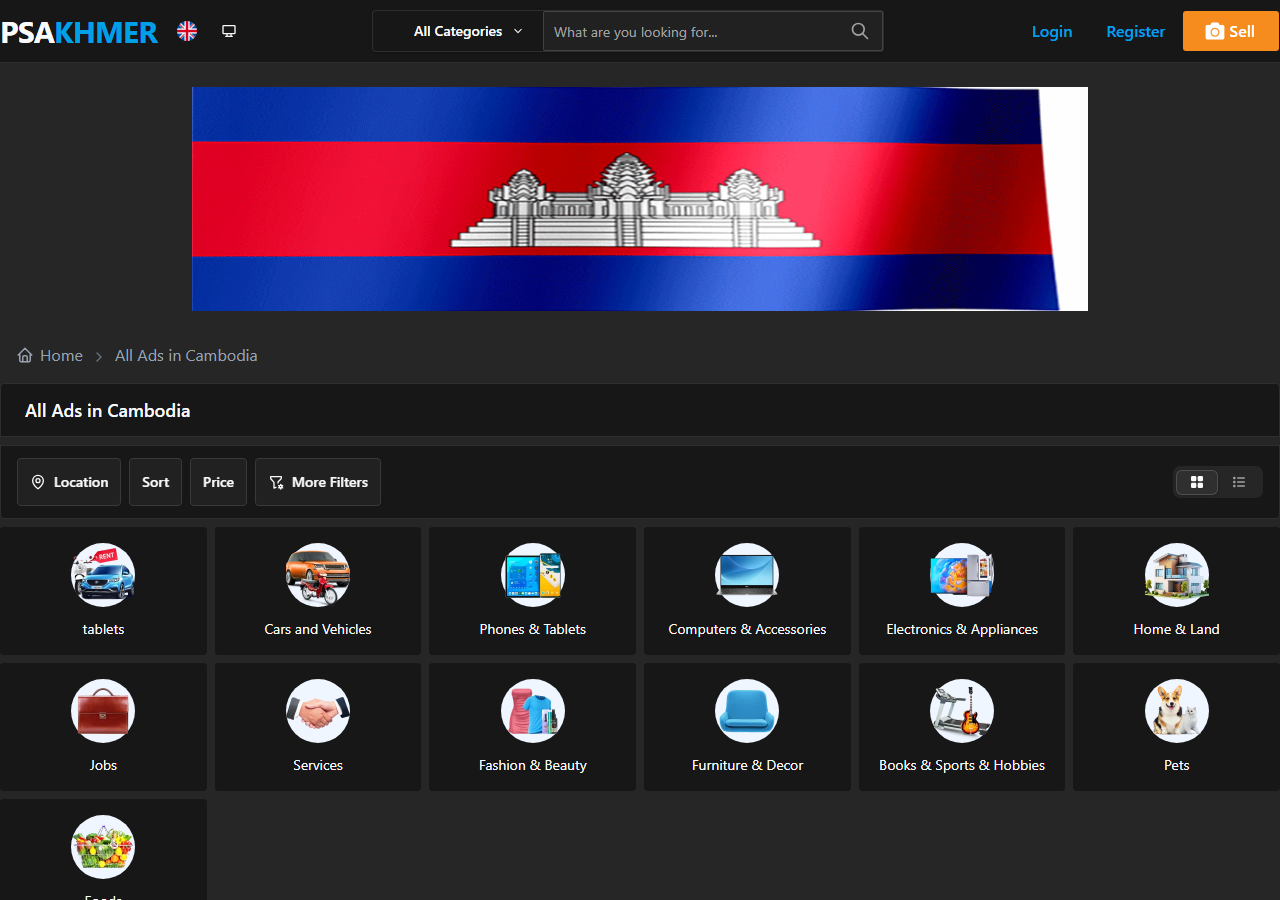 PSAKHMER
All Categories
What are you looking for...
Login
Register
Sell
Home
All Ads in Cambodia
All Ads in Cambodia
Location
Sort
Price
More Filters
RENT
tablets
Cars and Vehicles
Phones & Tablets
Computers & Accessories
Electronics & Appliances
Home & Land
Jobs
Services
Fashion & Beauty
Furniture & Decor
Books & Sports & Hobbies
Pets
Foods